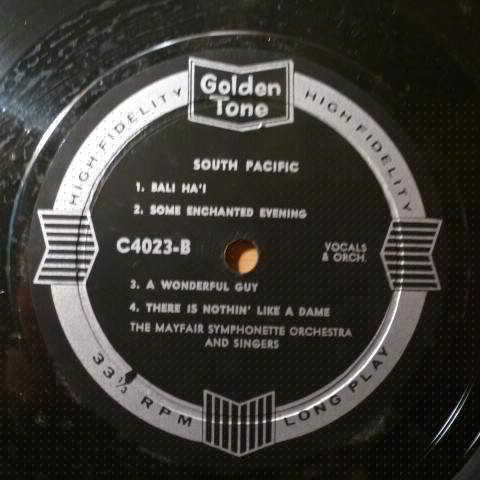 Golden
Tone
HIGH FIDELITY
HIGH FIDELITY
SOUTH PACIFIC
1. BALI HA'I
2. SOME ENCHANTED EVENING
C4023-B
VOCALS
& ORCH.
3. A WONDERFUL GUY
4. THERE IS NOTHIN' LIKE A DAME
THE MAYFAIR SYMPHONETTE ORCHESTRA
AND SINGERS
33⅓ RPM
LONG PLAY